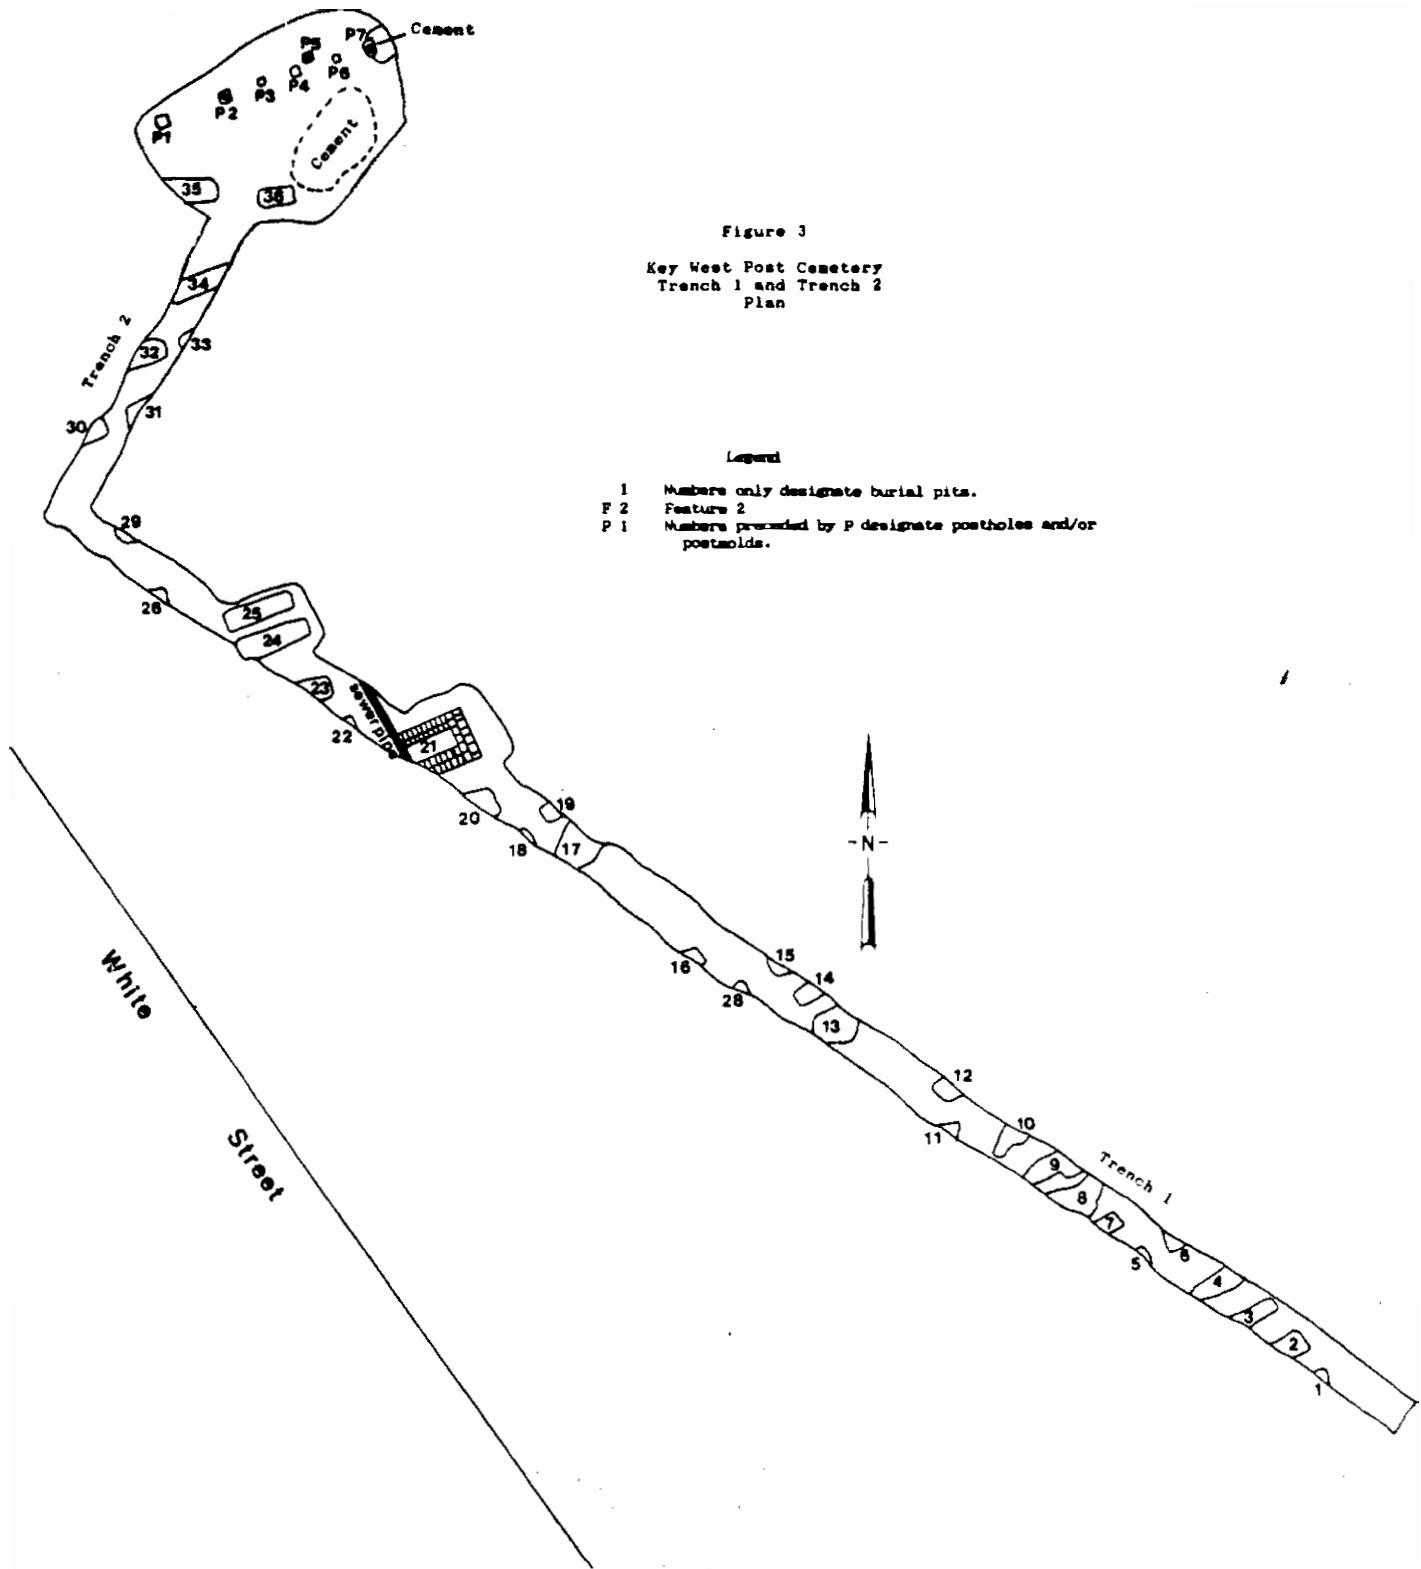 Cement
P7
P5
P6
P4
P3
P2
P1
Cement
35
36
Figure 3
Key West Post Cemetery
Trench 1 and Trench 2
Plan
34
33
32
Trench 2
31
30
Legend
1 Numbers only designate burial pits.
F 2 Feature 2
P 1 Numbers preceded by P designate postholes and/or
postmolds.
29
26
25
24
23
sewer pipe
22
21
20
19
18
17
-N-
16
15
14
28
13
White
Street
12
11
10
9
Trench 1
8
7
6
5
4
3
2
1